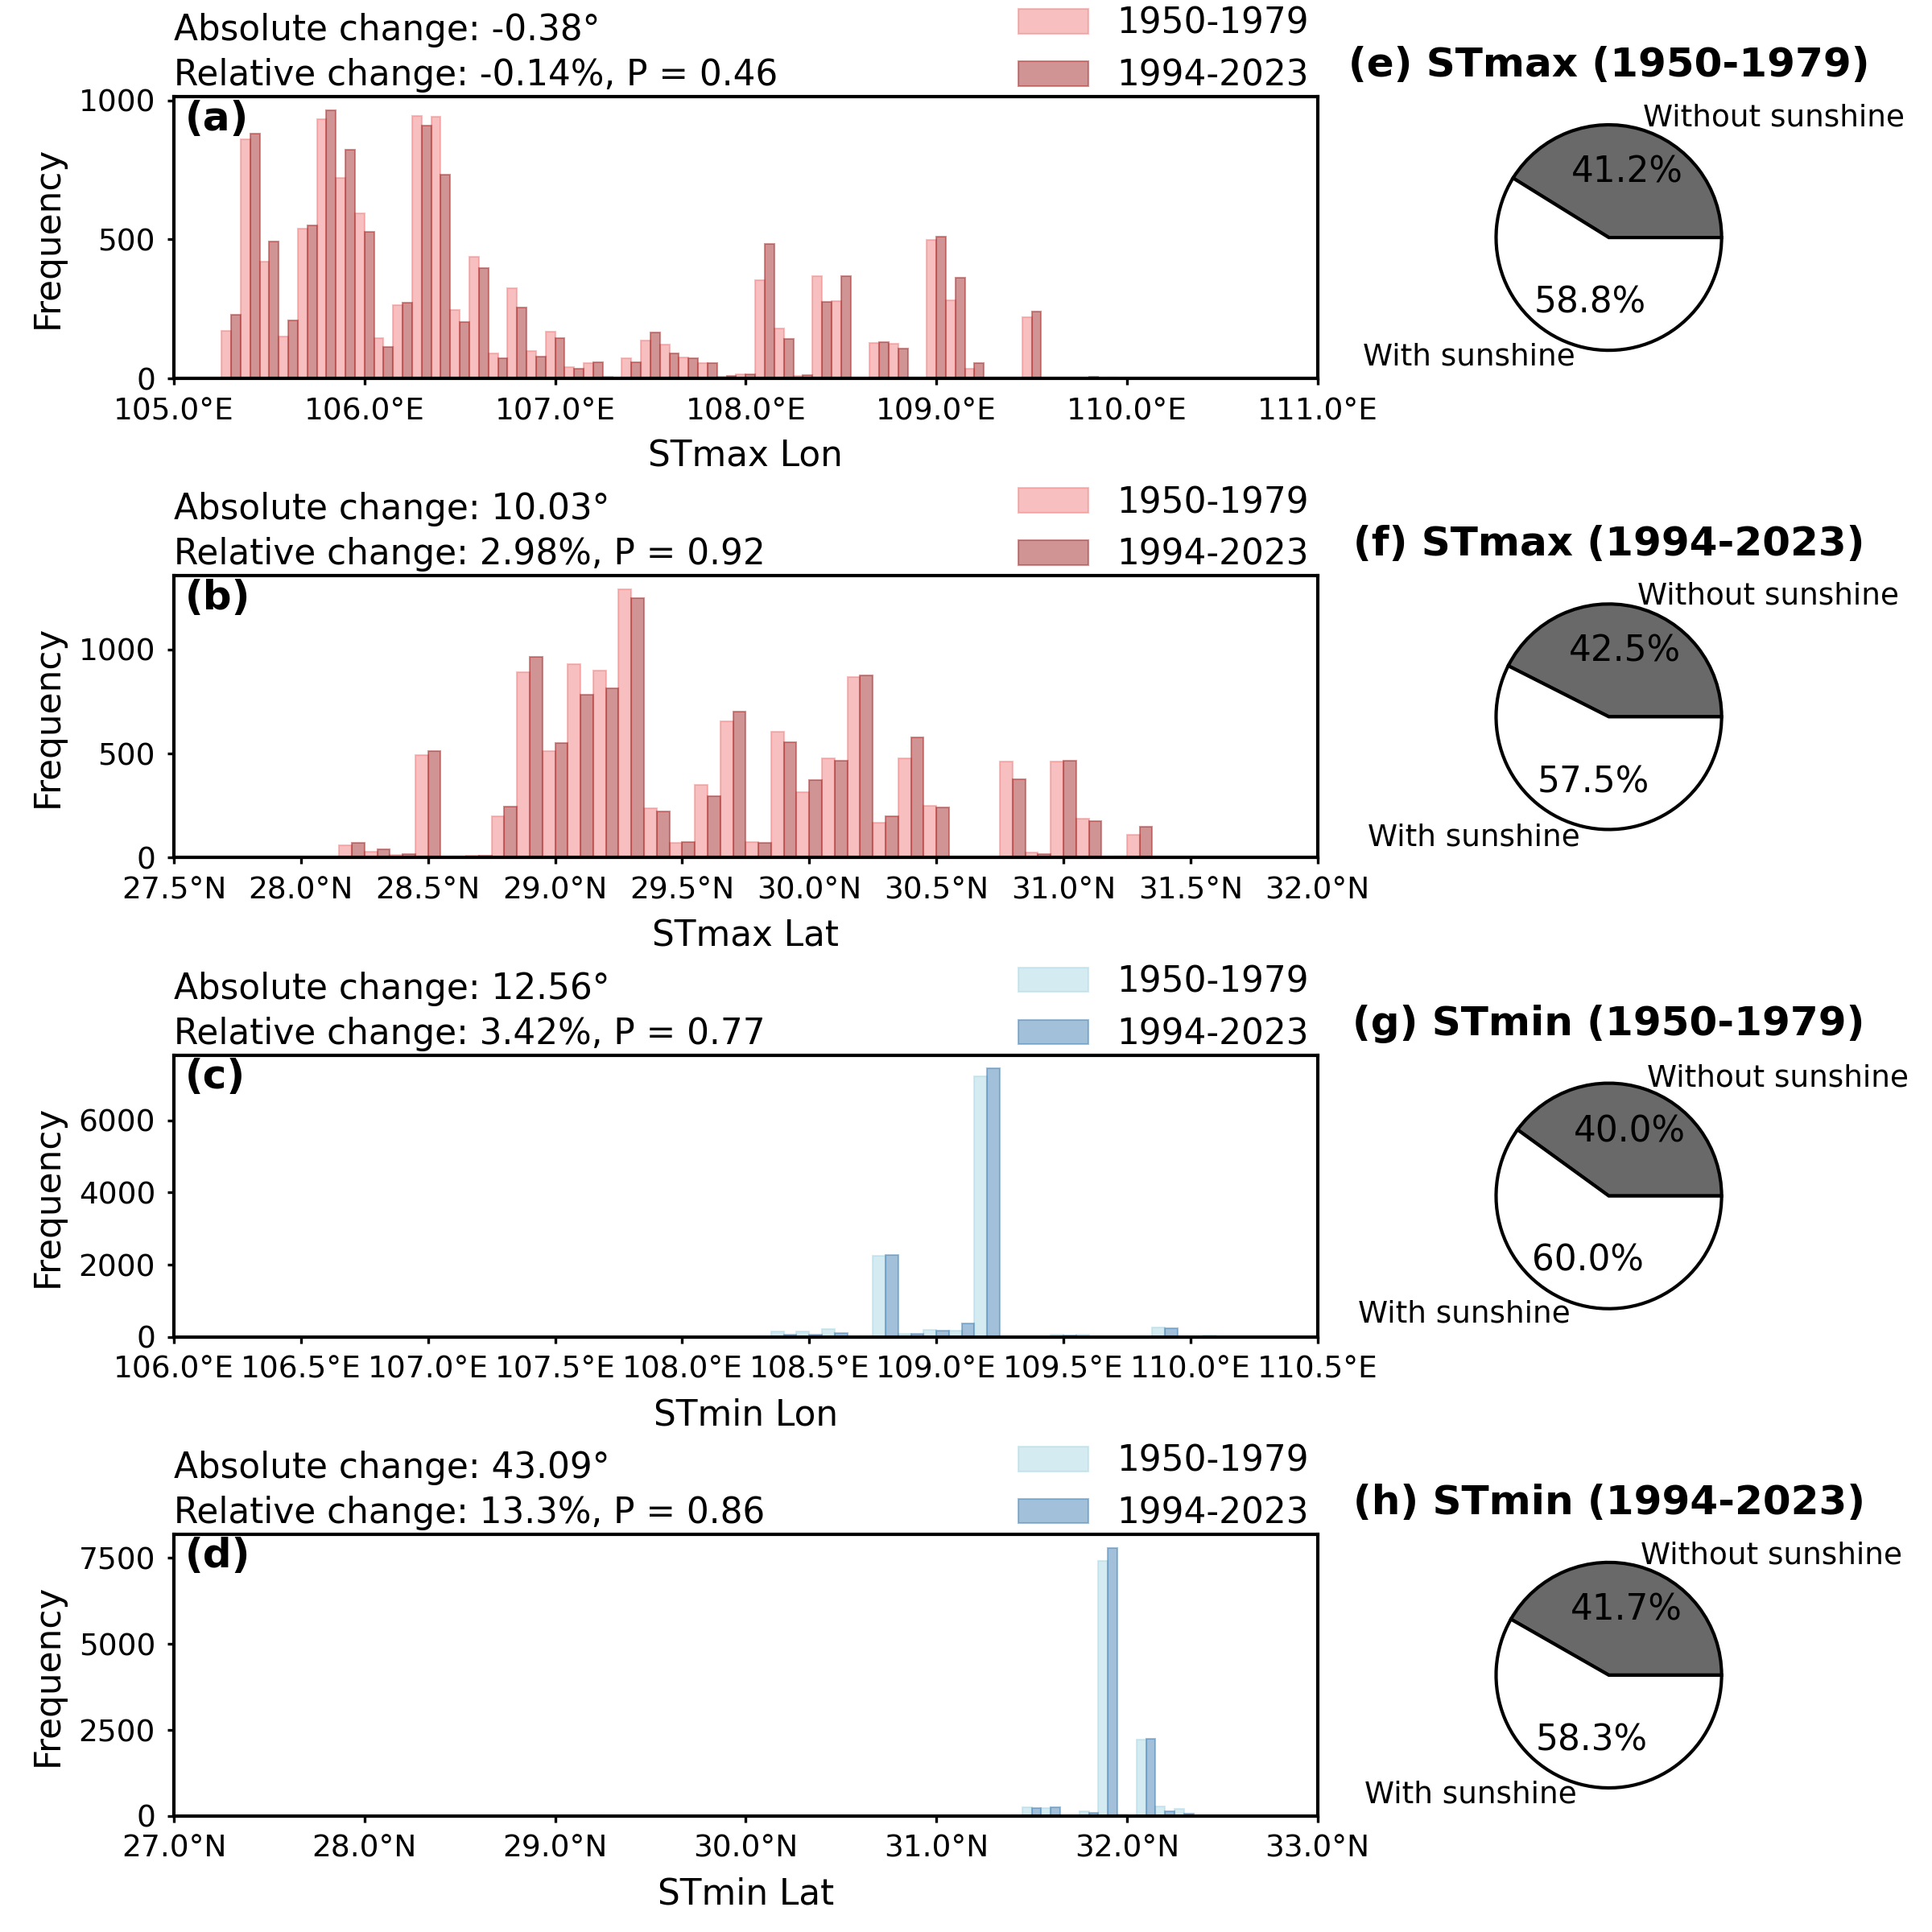 Absolute change: -0.38°
Relative change: -0.14%, P = 0.46
1950-1979
1994-2023
(a)
Frequency
1000
500
0
105.0°E 106.0°E 107.0°E 108.0°E 109.0°E 110.0°E 111.0°E
STmax Lon
(e) STmax (1950-1979)
Without sunshine
41.2%
58.8%
With sunshine
Absolute change: 10.03°
Relative change: 2.98%, P = 0.92
1950-1979
1994-2023
(b)
Frequency
1000
500
0
27.5°N 28.0°N 28.5°N 29.0°N 29.5°N 30.0°N 30.5°N 31.0°N 31.5°N 32.0°N
STmax Lat
(f) STmax (1994-2023)
Without sunshine
42.5%
57.5%
With sunshine
Absolute change: 12.56°
Relative change: 3.42%, P = 0.77
1950-1979
1994-2023
(c)
Frequency
6000
4000
2000
0
106.0°E 106.5°E 107.0°E 107.5°E 108.0°E 108.5°E 109.0°E 109.5°E 110.0°E 110.5°E
STmin Lon
(g) STmin (1950-1979)
Without sunshine
40.0%
60.0%
With sunshine
Absolute change: 43.09°
Relative change: 13.3%, P = 0.86
1950-1979
1994-2023
(d)
Frequency
7500
5000
2500
0
27.0°N 28.0°N 29.0°N 30.0°N 31.0°N 32.0°N 33.0°N
STmin Lat
(h) STmin (1994-2023)
Without sunshine
41.7%
58.3%
With sunshine